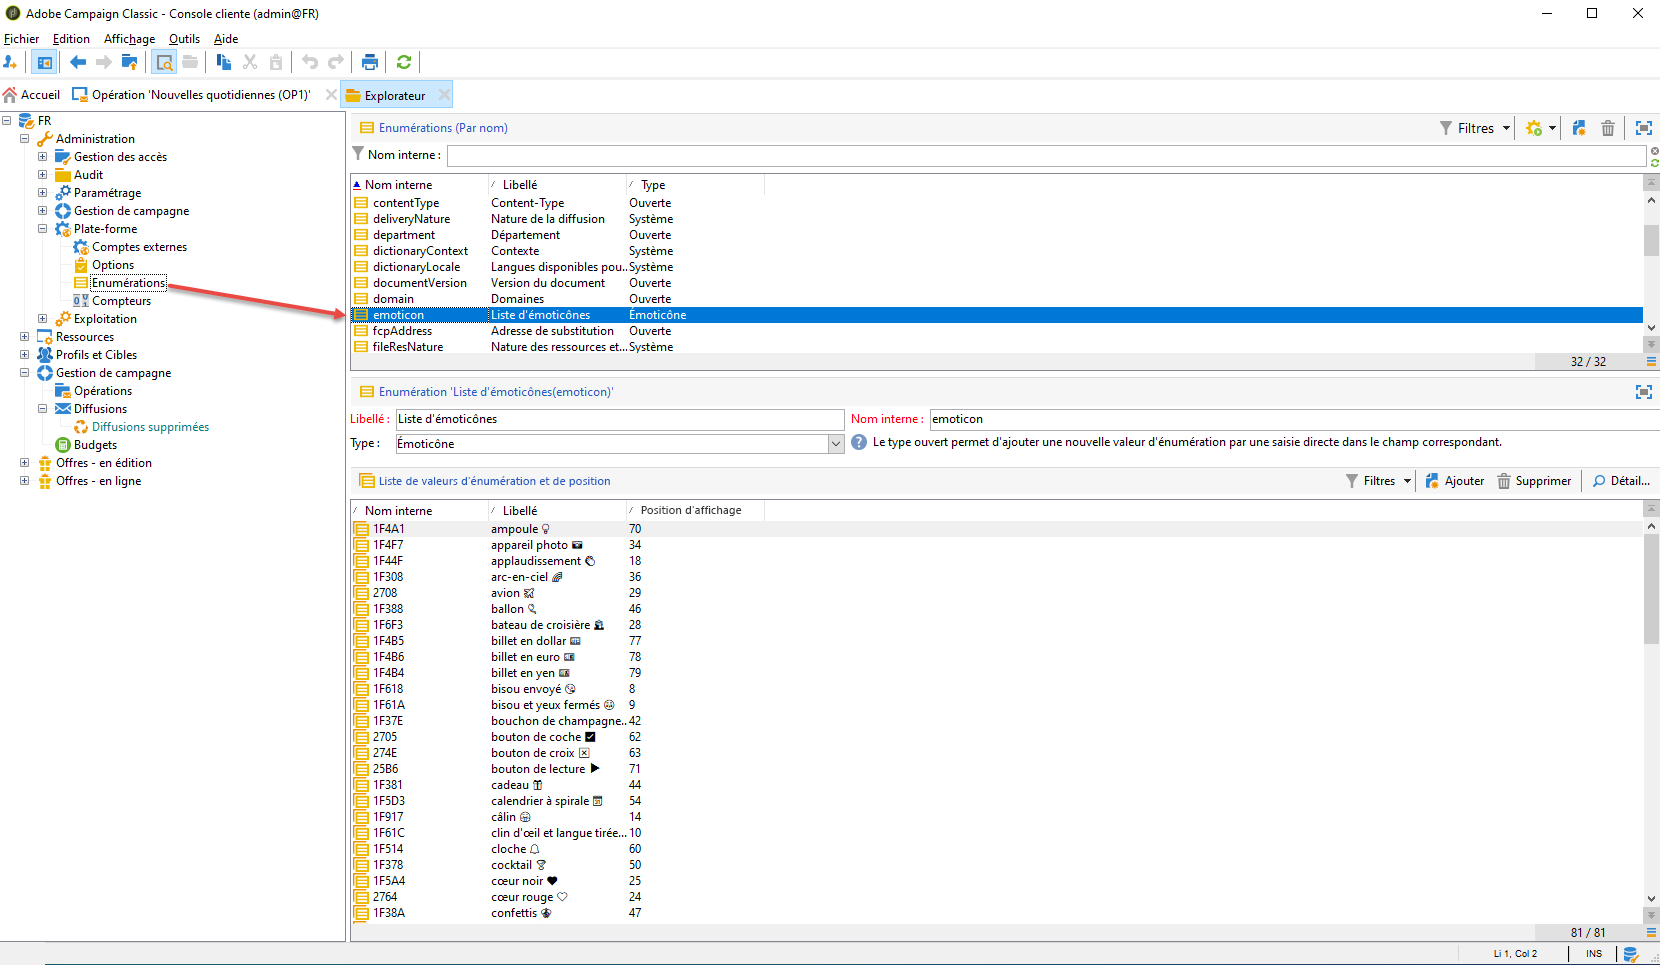 Adobe Campaign Classic - Console cliente (admin@FR)
Fichier Edition Affichage Outils Aide
Accueil Opération 'Nouvelles quotidiennes (OP1)' Explorateur
FR
Administration
Gestion des accès
Audit
Paramétrage
Gestion de campagne
Plate-forme
Comptes externes
Options
Enumérations
Compteurs
Exploitation
Ressources
Profils et Cibles
Gestion de campagne
Opérations
Diffusions
Diffusions supprimées
Budgets
Offres - en édition
Offres - en ligne
Enumérations (Par nom) Filtres
Nom interne :
Nom interne Libellé Type
contentType Content-Type Ouverte
deliveryNature Nature de la diffusion Système
department Département Ouverte
dictionaryContext Contexte Système
dictionaryLocale Langues disponibles pou... Système
documentVersion Version du document Ouverte
domain Domaines Ouverte
emoticon Liste d'émoticônes Émoticône
fcpAddress Adresse de substitution Ouverte
fileResNature Nature des ressources et... Système
32 / 32
Enumération 'Liste d'émoticônes(emoticon)'
Libellé : Liste d'émoticônes Nom interne : emoticon
Type : Émoticône Le type ouvert permet d'ajouter une nouvelle valeur d'énumération par une saisie directe dans le champ correspondant.
Liste de valeurs d'énumération et de position Filtres Ajouter Supprimer Détail...
Nom interne Libellé Position d'affichage
1F4A1 ampoule 70
1F4F7 appareil photo 34
1F44F applaudissement 18
1F308 arc-en-ciel 36
2708 avion 29
1F388 ballon 46
1F6F3 bateau de croisière 28
1F4B5 billet en dollar 77
1F4B6 billet en euro 78
1F4B4 billet en yen 79
1F618 bisou envoyé 8
1F61A bisou et yeux fermés 9
1F37E bouchon de champagne... 42
2705 bouton de coche 62
274E bouton de croix 63
25B6 bouton de lecture 71
1F381 cadeau 44
1F5D3 calendrier à spirale 54
1F917 câlin 14
1F61C clin d'œil et langue tirée... 10
1F514 cloche 60
1F378 cocktail 50
1F5A4 cœur noir 25
2764 cœur rouge 24
1F38A confettis 47
81 / 81
Li 1, Col 2 INS